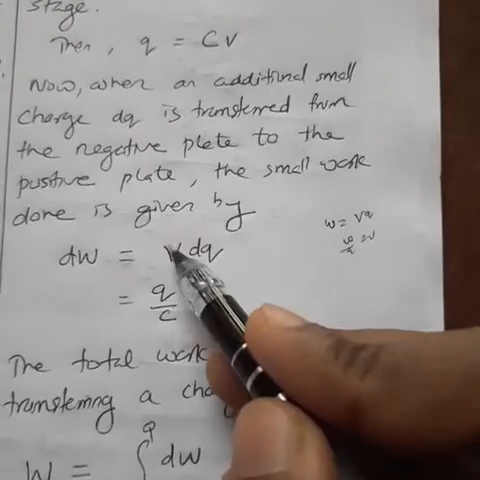 stage.
Then, q = CV
Now, when an additional small
charge dq is transferred from
the negative plate to the
positive plate, the small work
done is given by
w = Vq
w/q = V
dw = V dq
= q/C
The total work
transferring a cha
Q
W = ∫ dw